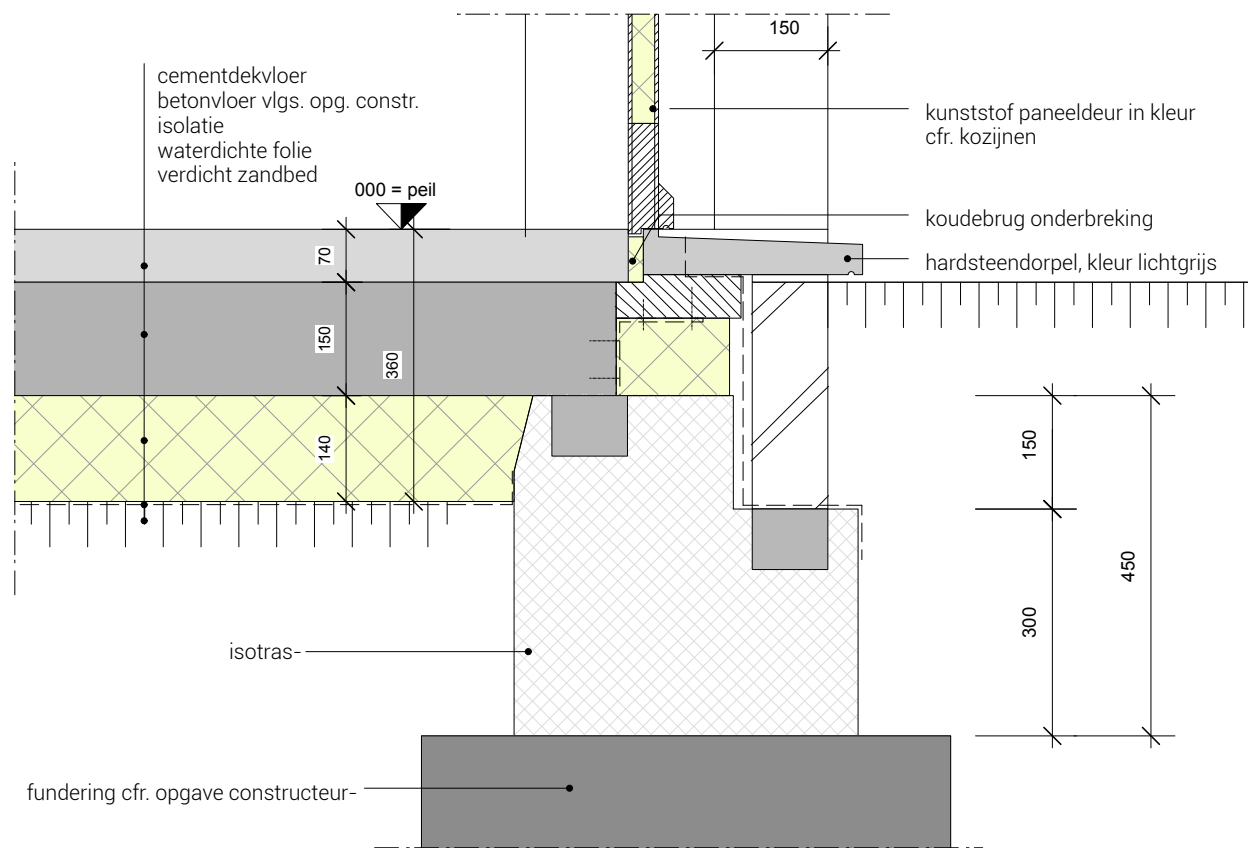 150
cementdekvloer
betonvloer vlgs. opg. constr.
isolatie
waterdichte folie
verdicht zandbed
kunststof paneeldeur in kleur
cfr. kozijnen
000 = peil
koudebrug onderbreking
hardsteendorpel, kleur lichtgrijs
70
150
360
140
150
450
300
isotras-
fundering cfr. opgave constructeur-